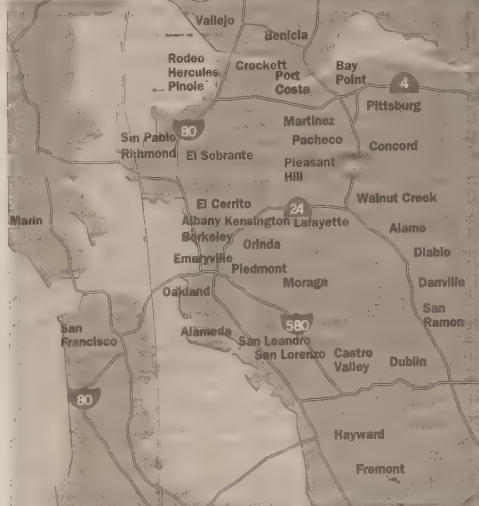 Vallejo
Benicia
Rodeo
Hercules
Pinole
Crockett
Port
Costa
Bay
Point
4
Pittsburg
Martinez
80
San Pablo
Richmond
El Sobrante
Pacheco
Concord
Pleasant
Hill
El Cerrito
24
Walnut Creek
Marin
Albany Kensington
Lafayette
Alamo
Berkeley
Orinda
Diablo
Emeryville
Piedmont
Oakland
Moraga
Danville
San
Ramon
San
Francisco
Alameda
580
San Leandro
San Lorenzo
Castro
Valley
Dublin
80
Hayward
Fremont